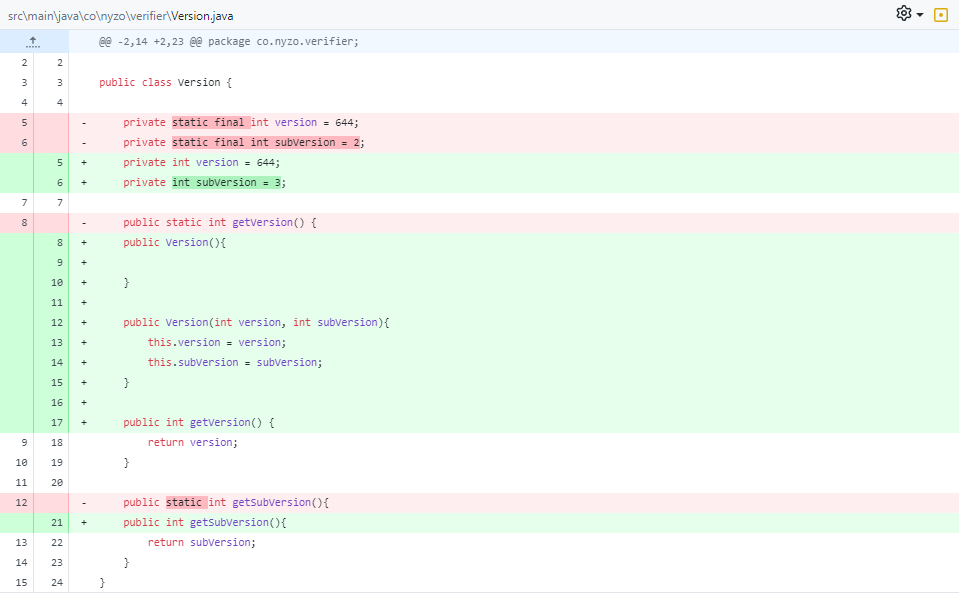 src\main\java\co\nyzo\verifier\Version.java
@@ -2,14 +2,23 @@ package co.nyzo.verifier;
2 2
3 3 public class Version {
4 4
5 - private static final int version = 644;
6 - private static final int subVersion = 2;
5 + private int version = 644;
6 + private int subVersion = 3;
7 7
8 - public static int getVersion() {
8 + public Version(){
9 +
10 + }
11 +
12 + public Version(int version, int subVersion){
13 + this.version = version;
14 + this.subVersion = subVersion;
15 + }
16 +
17 + public int getVersion() {
9 18 return version;
10 19 }
11 20
12 - public static int getSubVersion(){
21 + public int getSubVersion(){
13 22 return subVersion;
14 23 }
15 24 }